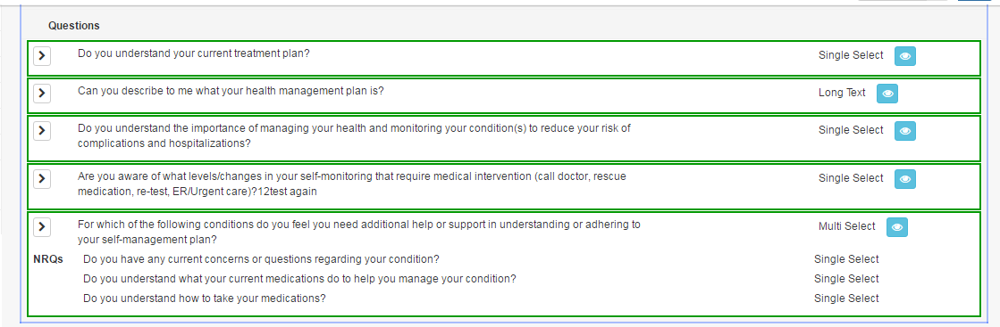 Questions
Do you understand your current treatment plan? Single Select
Can you describe to me what your health management plan is? Long Text
Do you understand the importance of managing your health and monitoring your condition(s) to reduce your risk of Single Select
complications and hospitalizations?
Are you aware of what levels/changes in your self-monitoring that require medical intervention (call doctor, rescue Single Select
medication, re-test, ER/Urgent care)?12test again
For which of the following conditions do you feel you need additional help or support in understanding or adhering to Multi Select
your self-management plan?
NRQs Do you have any current concerns or questions regarding your condition? Single Select
Do you understand what your current medications do to help you manage your condition? Single Select
Do you understand how to take your medications? Single Select